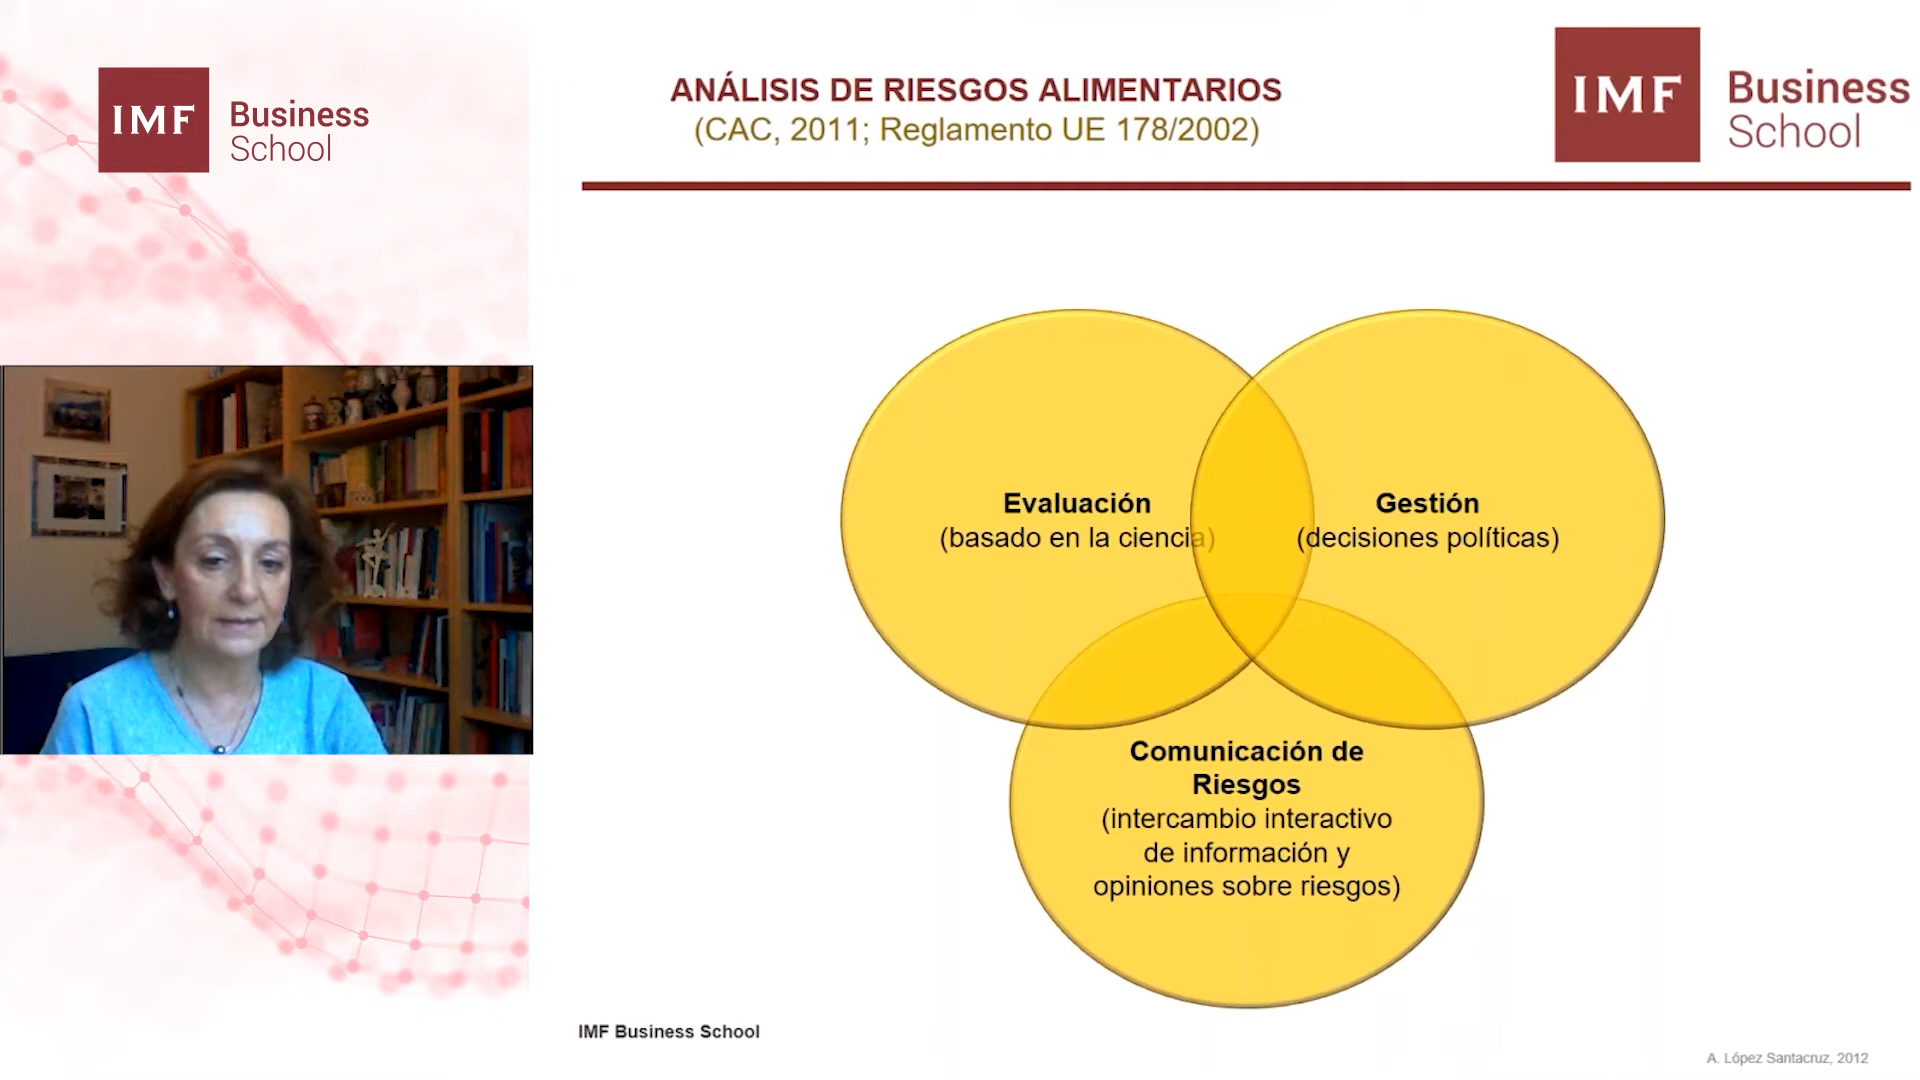 IMF Business
School
ANÁLISIS DE RIESGOS ALIMENTARIOS
(CAC, 2011; Reglamento UE 178/2002)
IMF Business
School
Evaluación
(basado en la ciencia)
Gestión
(decisiones políticas)
Comunicación de
Riesgos
(intercambio interactivo
de información y
opiniones sobre riesgos)
IMF Business School
A. López Santacruz, 2012